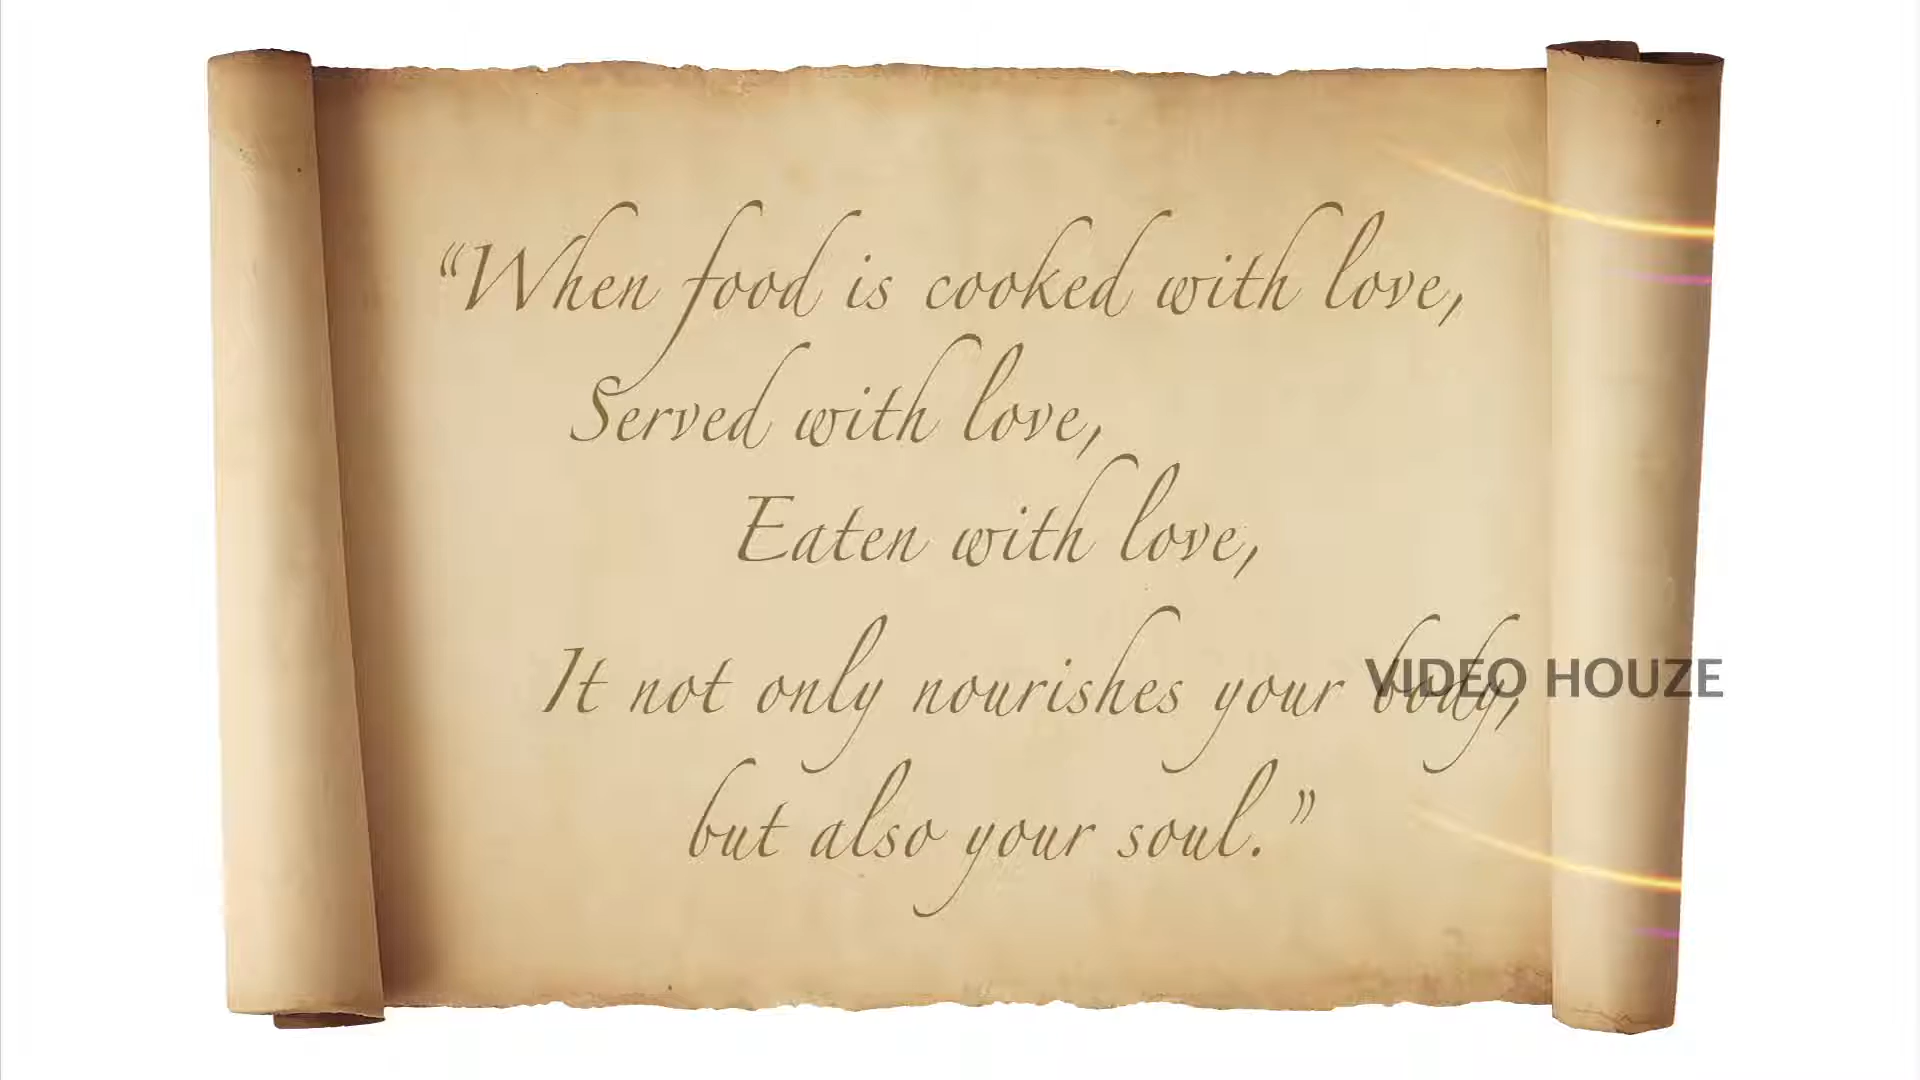 “When food is cooked with love,
Served with love,
Eaten with love,
It not only nourishes your body,
but also your soul.”
VIDEO HOUZE